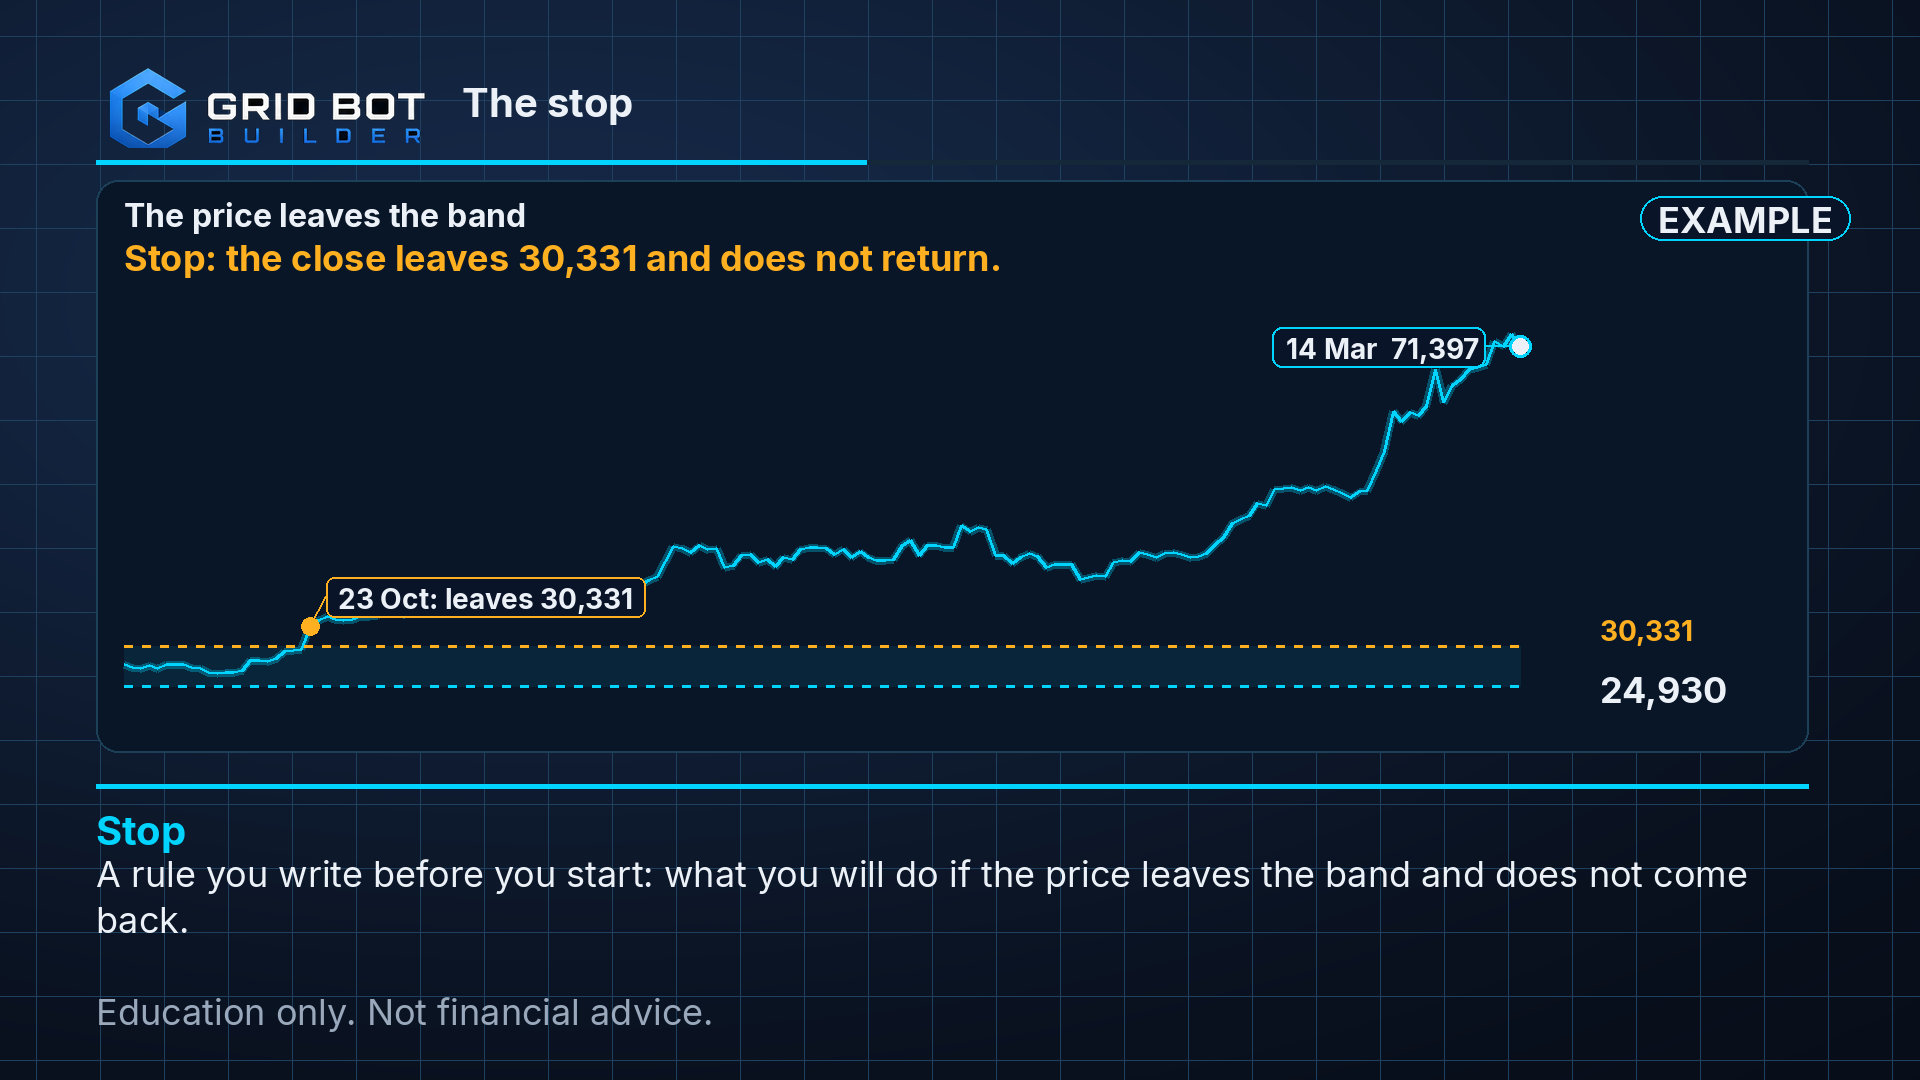 GRID BOT
BUILDER
The stop
The price leaves the band
EXAMPLE
Stop: the close leaves 30,331 and does not return.
14 Mar 71,397
23 Oct: leaves 30,331
30,331
24,930
Stop
A rule you write before you start: what you will do if the price leaves the band and does not come
back.
Education only. Not financial advice.